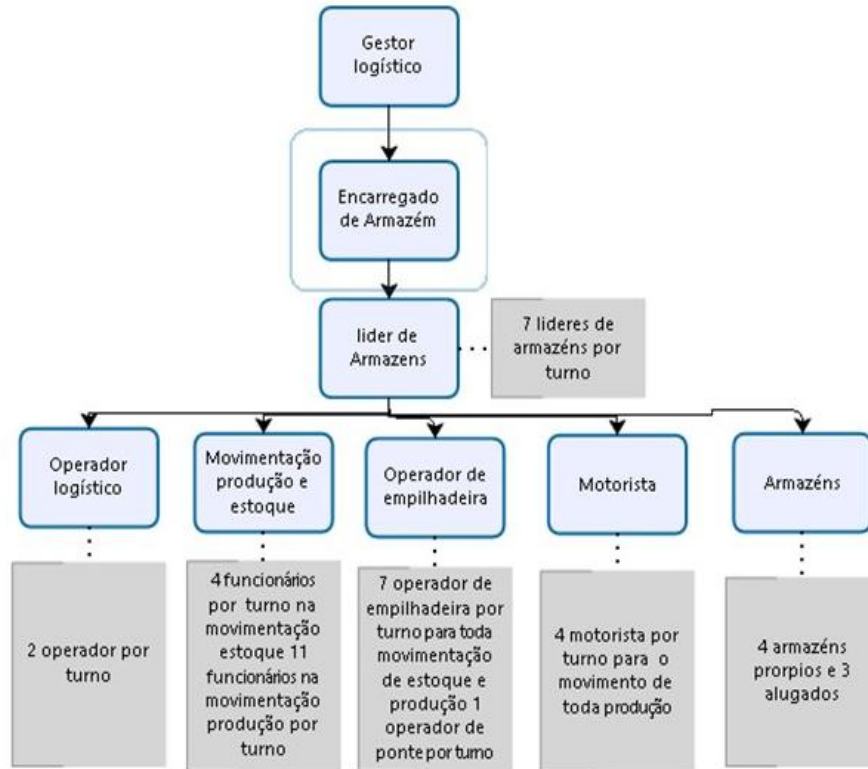 Gestor
logístico
Encarregado
de Armazém
lider de
Armazens
7 lideres de
armazéns por
turno
Operador
logístico
Movimentação
produção e
estoque
Operador de
empilhadeira
Motorista
Armazéns
2 operador por
turno
4 funcionários
por turno na
movimentação
estoque 11
funcionários na
movimentação
produção por
turno
7 operador de
empilhadeira por
turno para toda
movimentação
de estoque e
produção 1
operador de
ponte por turno
4 motorista por
turno para o
movimento de
toda produção
4 armazéns
prorpios e 3
alugados